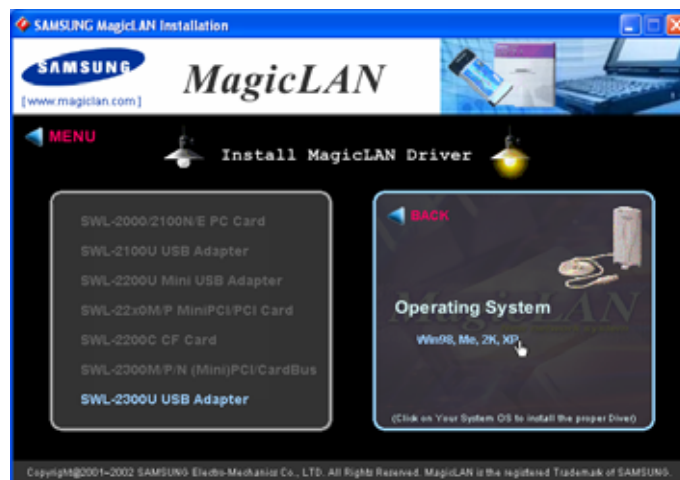 SAMSUNG MagicLAN Installation
SAMSUNG
[www.magiclan.com]
MagicLAN
MENU
Install MagicLAN Driver
SWL-2000/2100N/E PC Card
SWL-2100U USB Adapter
SWL-2200U Mini USB Adapter
SWL-22x0M/P MiniPCI/PCI Card
SWL-2200C CF Card
SWL-2300M/P/N (Mini)PCI/CardBus
SWL-2300U USB Adapter
BACK
MagicLAN
Operating System
Win98, Me, 2K, XP
(Click on Your System OS to install the proper Diver)
Copyright@2001~2002 SAMSUNG Electro-Mechanics Co., LTD. All Rights Reserved. MagicLAN is the registered Trademark of SAMSUNG.